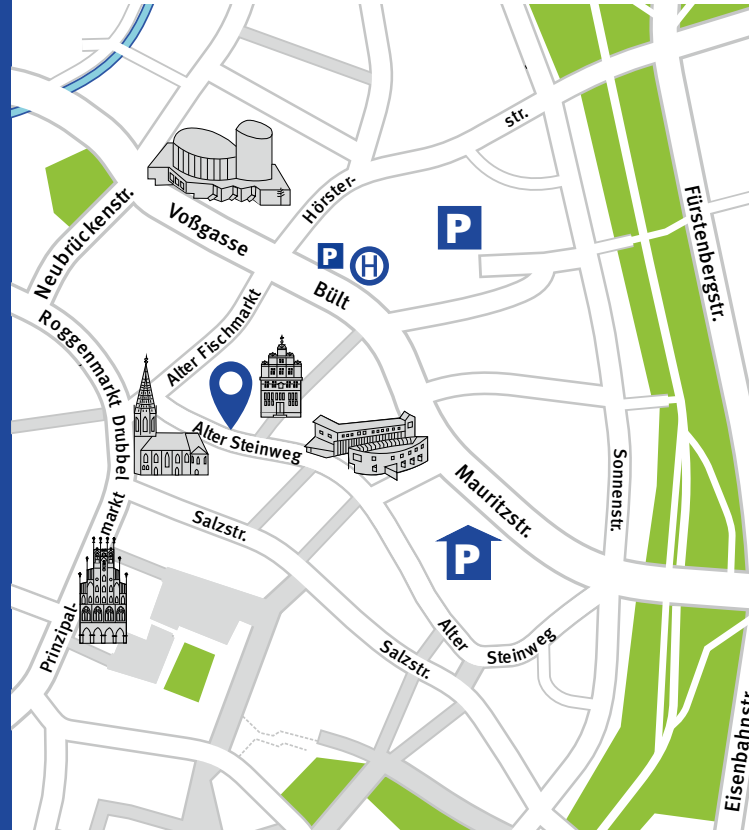 str.
Hörster-
Voßgasse
Neubrückenstr.
Fürstenbergstr.
P
P
H
Bült
Alter Fischmarkt
Roggenmarkt
Drubbel
Alter Steinweg
Mauritzstr.
Sonnenstr.
Salzstr.
markt
Prinzipal-
P
Alter
Steinweg
Salzstr.
Eisenbahnstr.